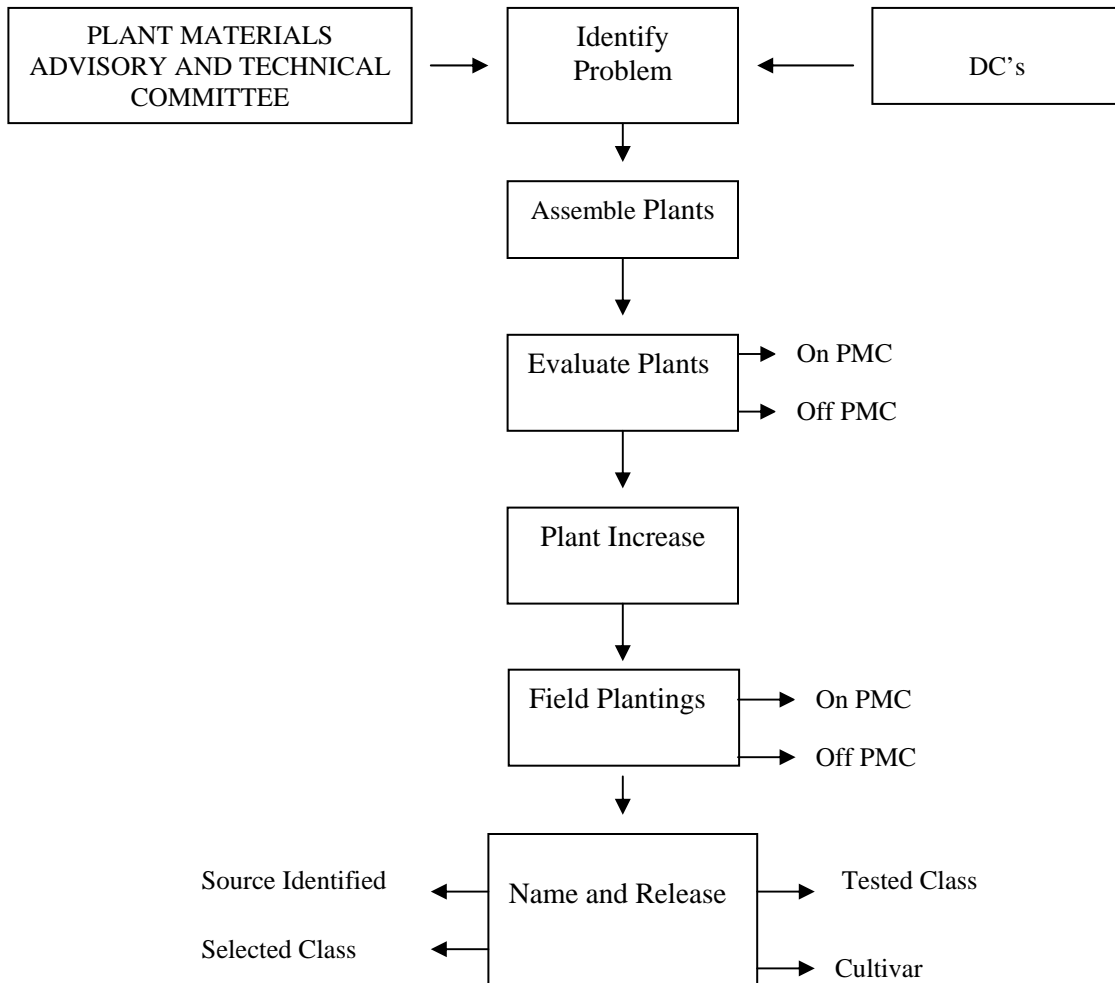 PLANT MATERIALS
ADVISORY AND TECHNICAL
COMMITTEE
Identify
Problem
DC’s
Assemble Plants
Evaluate Plants
On PMC
Off PMC
Plant Increase
Field Plantings
On PMC
Off PMC
Name and Release
Source Identified
Selected Class
Tested Class
Cultivar